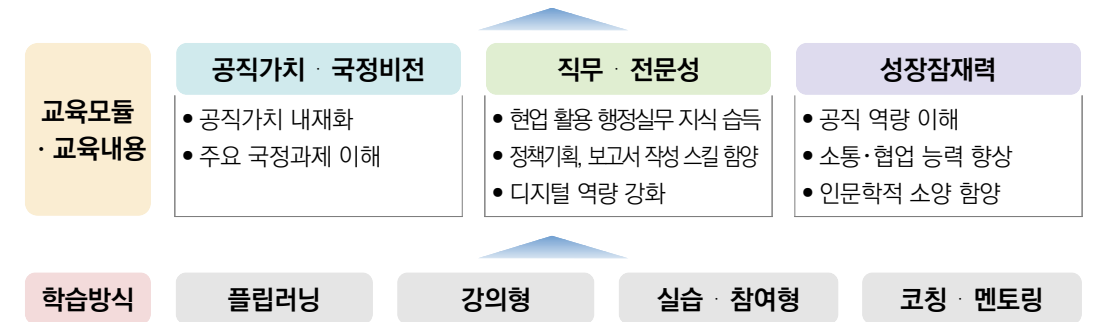 교육모듈
· 교육내용
공직가치 · 국정비전
• 공직가치 내재화
• 주요 국정과제 이해
직무 · 전문성
• 현업 활용 행정실무 지식 습득
• 정책기획, 보고서 작성 스킬 함양
• 디지털 역량 강화
성장잠재력
• 공직 역량 이해
• 소통·협업 능력 향상
• 인문학적 소양 함양
학습방식
플립러닝
강의형
실습 · 참여형
코칭 · 멘토링